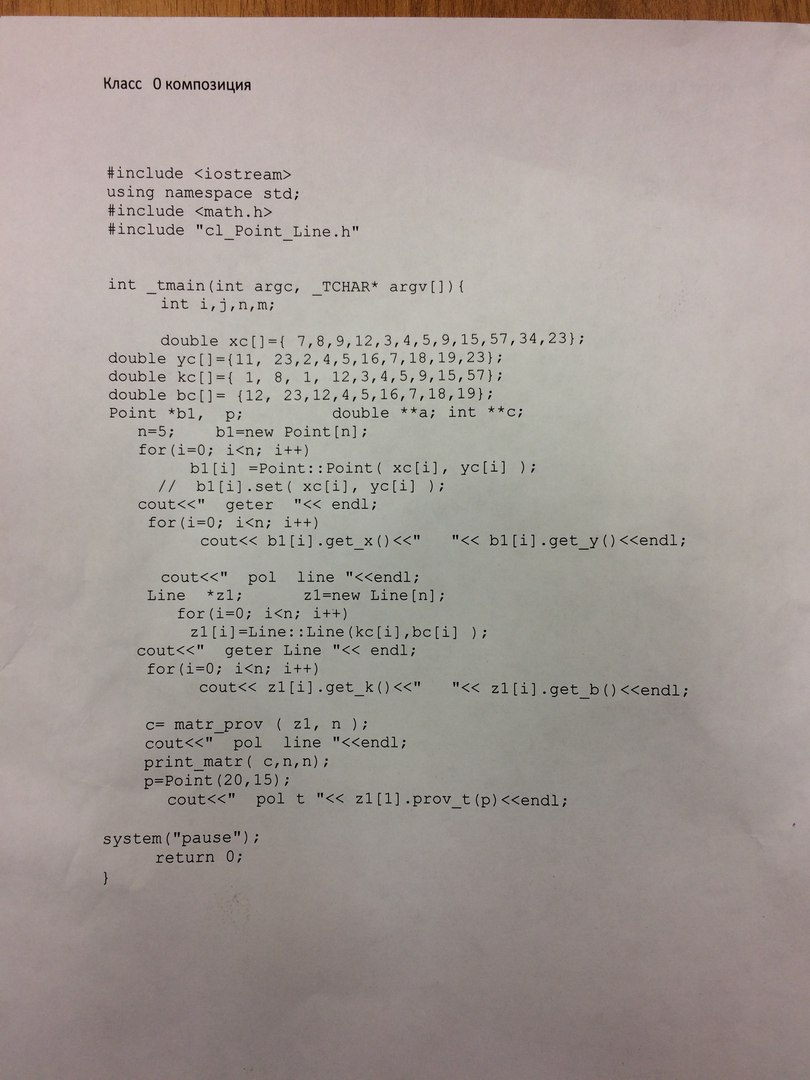 Класс 0 композиция
#include <iostream>
using namespace std;
#include <math.h>
#include "cl_Point_Line.h"
int _tmain(int argc, _TCHAR* argv[]){
int i,j,n,m;
double xc[]={ 7,8,9,12,3,4,5,9,15,57,34,23};
double yc[]={11, 23,2,4,5,16,7,18,19,23};
double kc[]={ 1, 8, 1, 12,3,4,5,9,15,57};
double bc[]= {12, 23,12,4,5,16,7,18,19};
Point *b1, p; double **a; int **c;
n=5; b1=new Point[n];
for(i=0; i<n; i++)
b1[i] =Point::Point( xc[i], yc[i] );
// b1[i].set( xc[i], yc[i] );
cout<<" geter "<< endl;
for(i=0; i<n; i++)
cout<< b1[i].get_x()<<" "<< b1[i].get_y()<<endl;
cout<<" pol line "<<endl;
Line *z1; z1=new Line[n];
for(i=0; i<n; i++)
z1[i]=Line::Line(kc[i],bc[i] );
cout<<" geter Line "<< endl;
for(i=0; i<n; i++)
cout<< z1[i].get_k()<<" "<< z1[i].get_b()<<endl;
c= matr_prov ( z1, n );
cout<<" pol line "<<endl;
print_matr( c,n,n);
p=Point(20,15);
cout<<" pol t "<< z1[1].prov_t(p)<<endl;
system("pause");
return 0;
}